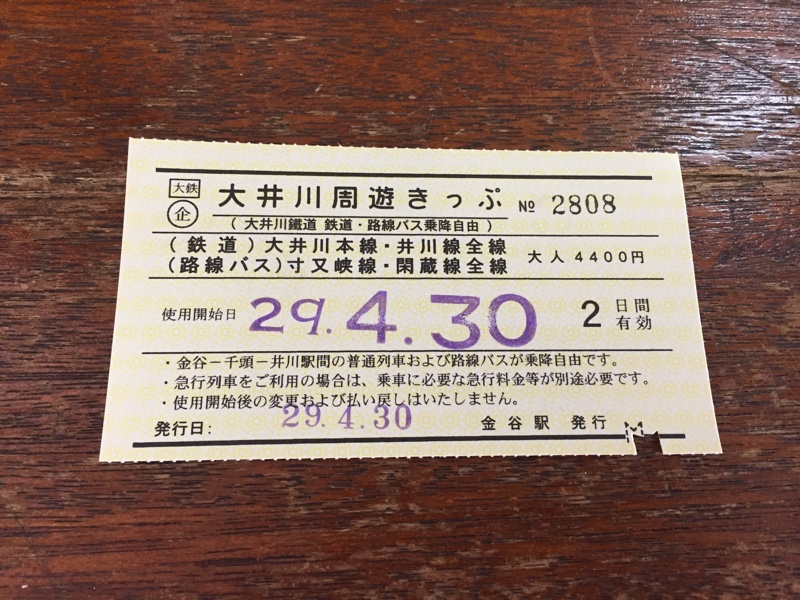 大鉄
企
大井川周遊きっぷ № 2808
( 大井川鐵道 鉄道・路線バス乗降自由 )
( 鉄道 ) 大井川本線・井川線全線
(路線バス) 寸又峡線・閑蔵線全線
大人 4400円
使用開始日 29.4.30 2 日間有効
・金谷－千頭－井川駅間の普通列車および路線バスが乗降自由です。
・急行列車をご利用の場合は、乗車に必要な急行料金等が別途必要です。
・使用開始後の変更および払い戻しはいたしません。
発行日: 29.4.30 金谷駅 発行